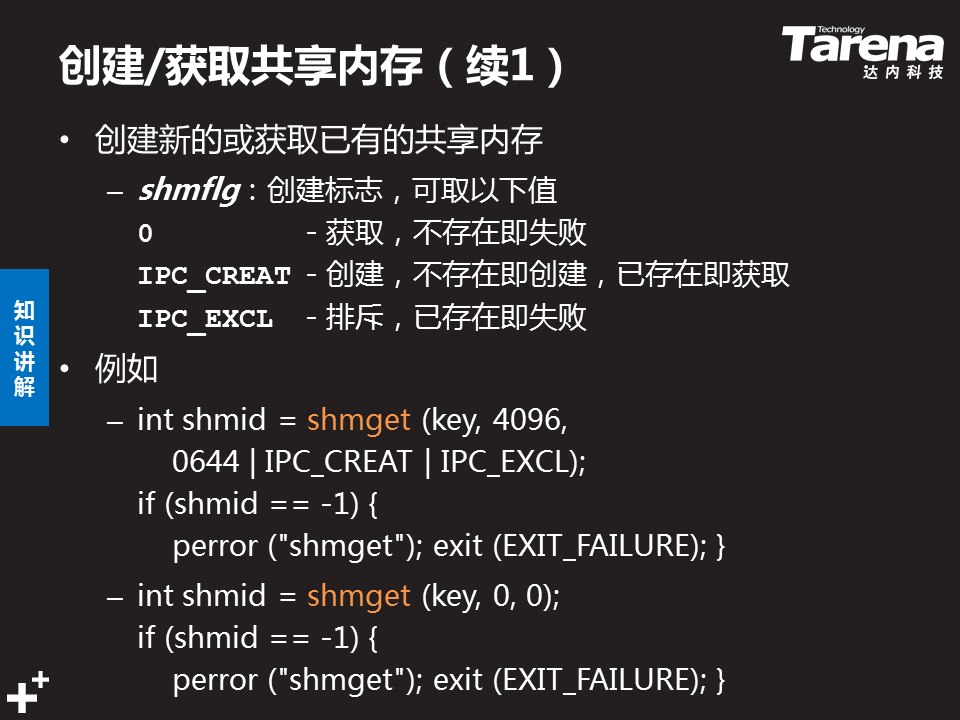 创建/获取共享内存（续1）
Technology
Tarena
达内科技
• 创建新的或获取已有的共享内存
– shmflg：创建标志，可取以下值
0 - 获取，不存在即失败
IPC_CREAT - 创建，不存在即创建，已存在即获取
IPC_EXCL - 排斥，已存在即失败
知
识
讲
解
• 例如
– int shmid = shmget (key, 4096,
0644 | IPC_CREAT | IPC_EXCL);
if (shmid == -1) {
perror ("shmget"); exit (EXIT_FAILURE); }
– int shmid = shmget (key, 0, 0);
if (shmid == -1) {
perror ("shmget"); exit (EXIT_FAILURE); }